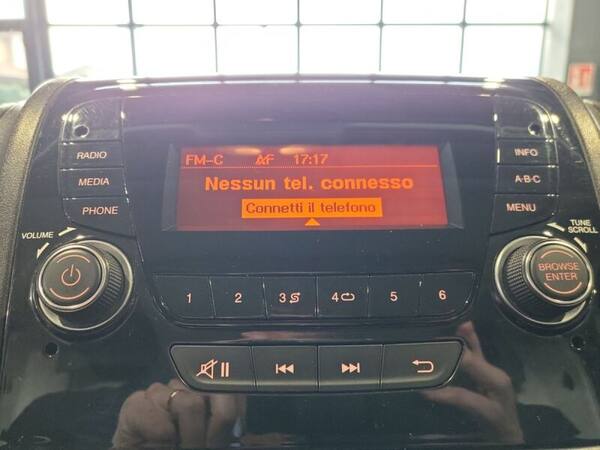 FM-C AF 17:17
Nessun tel. connesso
Connetti il telefono
RADIO
MEDIA
PHONE
INFO
A-B-C
MENU
VOLUME
TUNE
SCROLL
BROWSE
ENTER
1 2 3 4 5 6